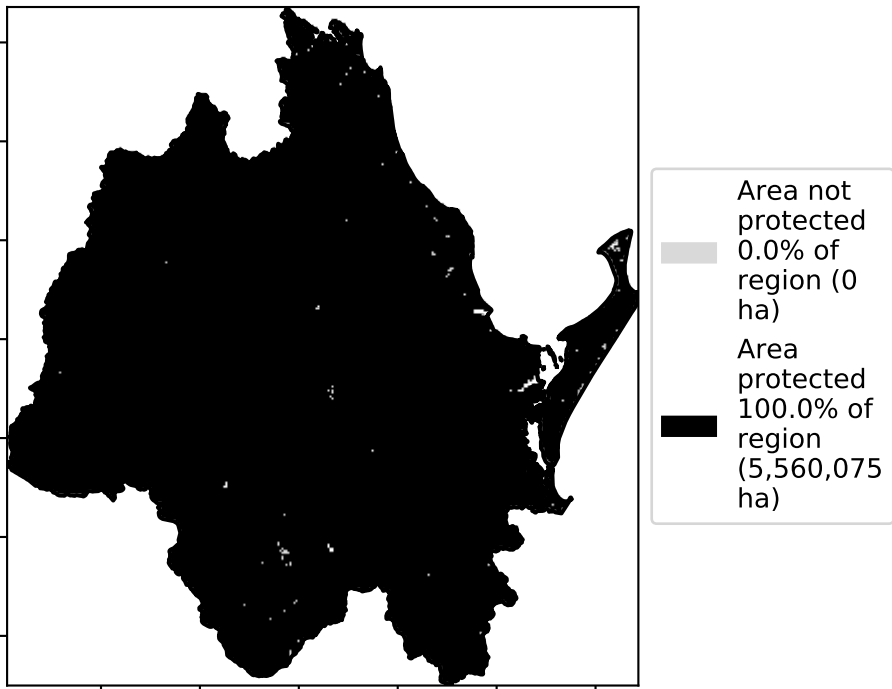 Area not
protected
0.0% of
region (0
ha)
Area
protected
100.0% of
region
(5,560,075
ha)